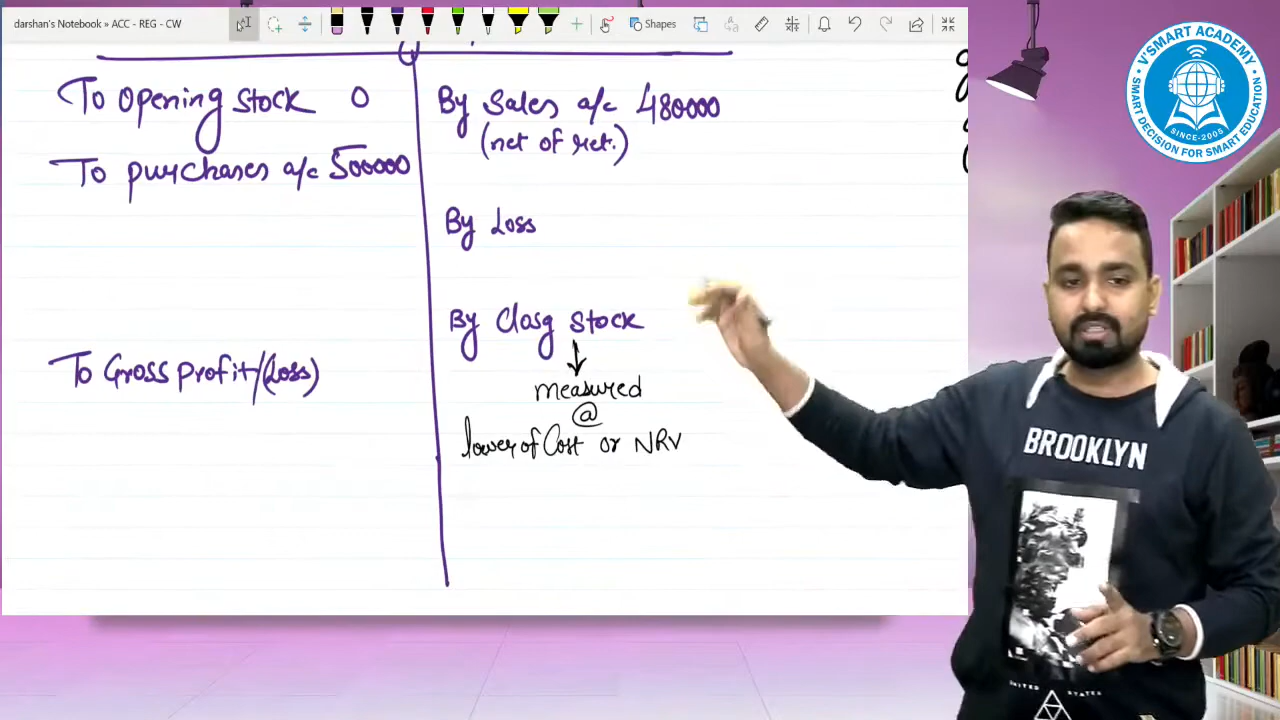 darshan's Notebook » ACC - REG - CW
Shapes
To opening stock 0
By Sales a/c 480000
(net of ret.)
To purchases a/c 500000
By Loss
By Closg stock
measured
@
lower of Cost or NRV
To Gross profit/(Loss)
V'SMART ACADEMY
SMART DECISION FOR SMART EDUCATION
SINCE-2005
BROOKLYN
UNITED STATES